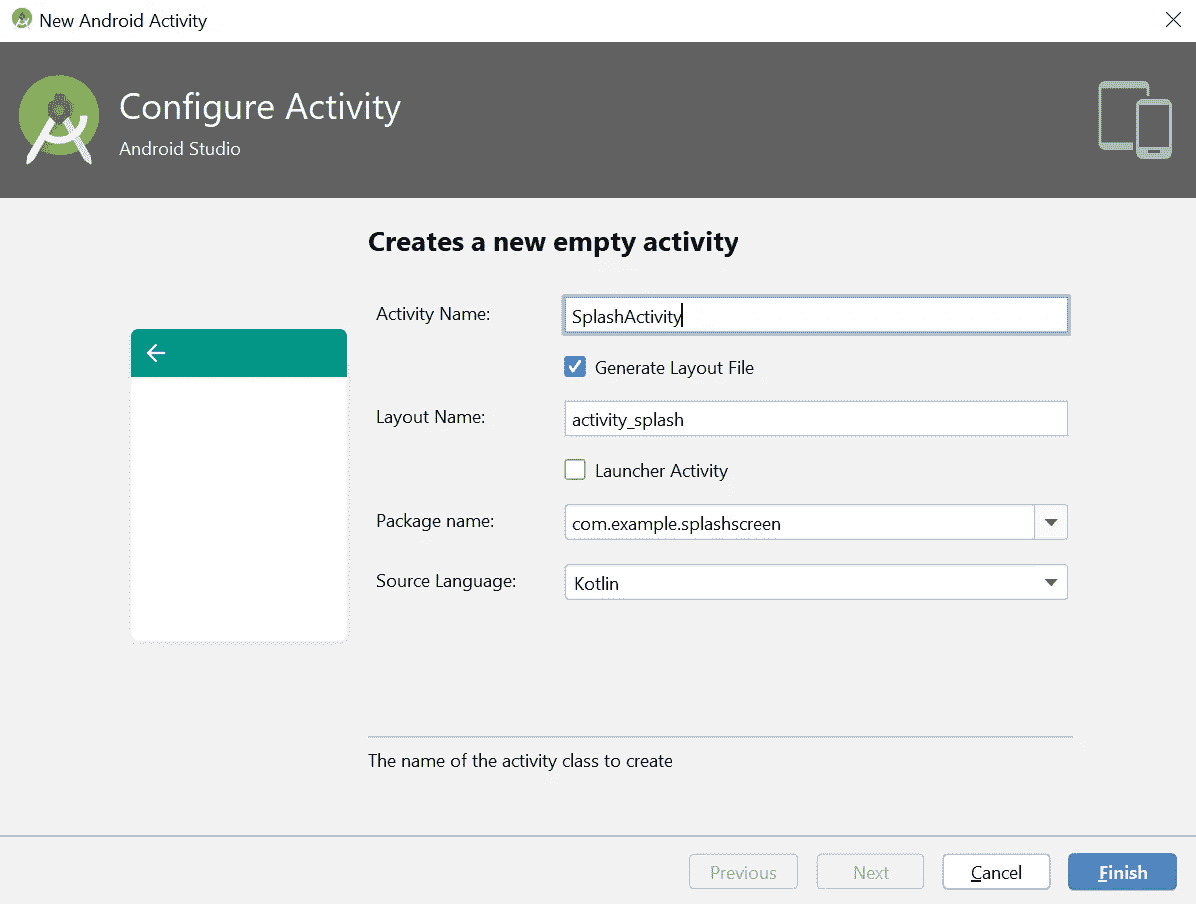 New Android Activity
Configure Activity
Android Studio
Creates a new empty activity
Activity Name:
SplashActivity
Generate Layout File
Layout Name:
activity_splash
Launcher Activity
Package name:
com.example.splashscreen
Source Language:
Kotlin
The name of the activity class to create
Previous
Next
Cancel
Finish